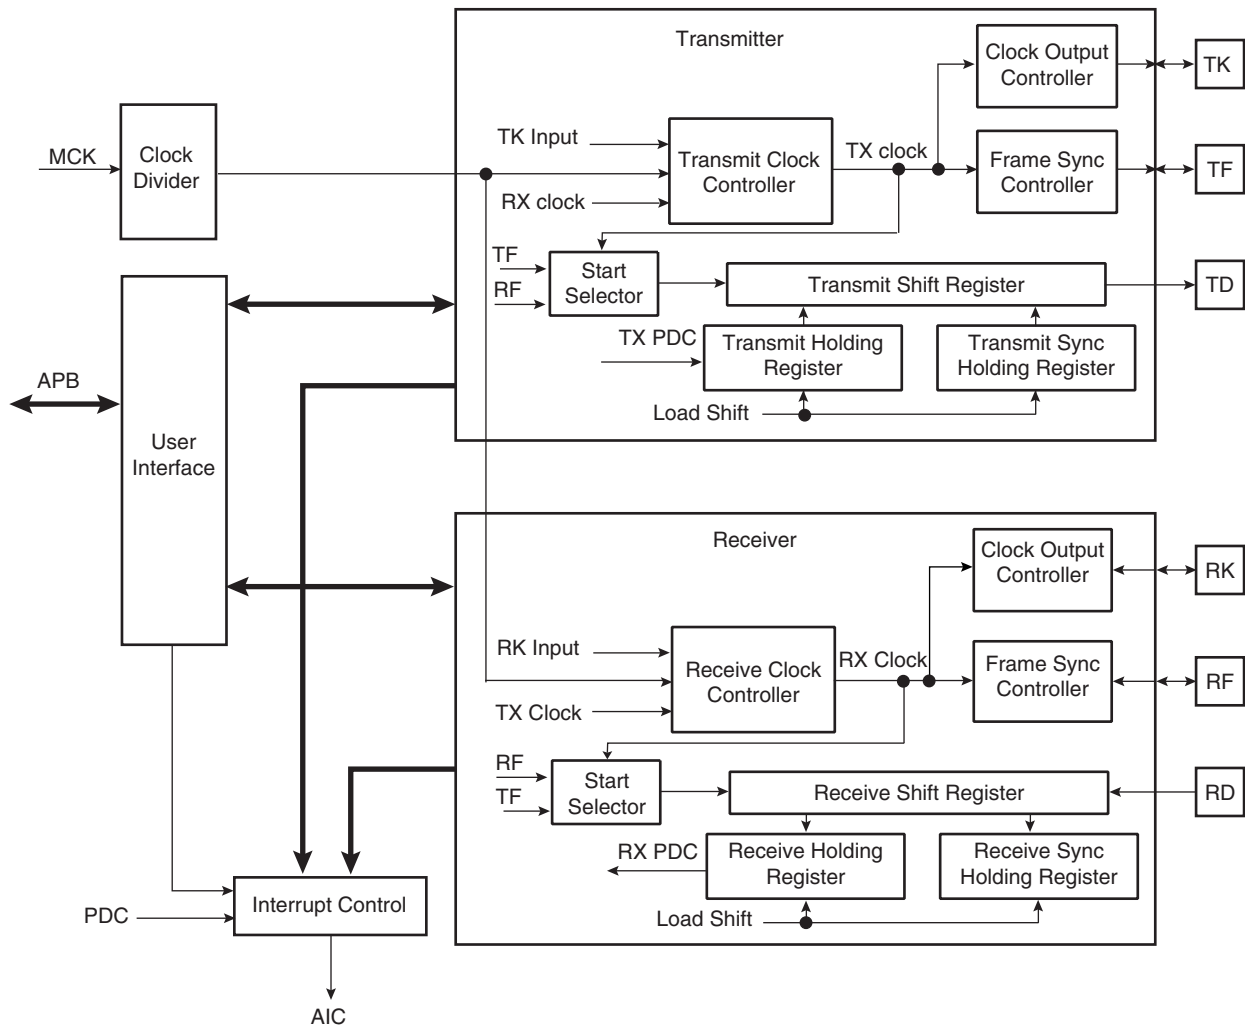 Transmitter
Clock Output
Controller
TK
MCK
Clock
Divider
TK Input
Transmit Clock
Controller
RX clock
TX clock
Frame Sync
Controller
TF
TF
RF
Start
Selector
Transmit Shift Register
TD
TX PDC
Transmit Holding
Register
Transmit Sync
Holding Register
Load Shift
APB
User
Interface
Receiver
Clock Output
Controller
RK
RK Input
Receive Clock
Controller
TX Clock
RX Clock
Frame Sync
Controller
RF
RF
TF
Start
Selector
Receive Shift Register
RD
RX PDC
Receive Holding
Register
Receive Sync
Holding Register
Load Shift
PDC
Interrupt Control
AIC